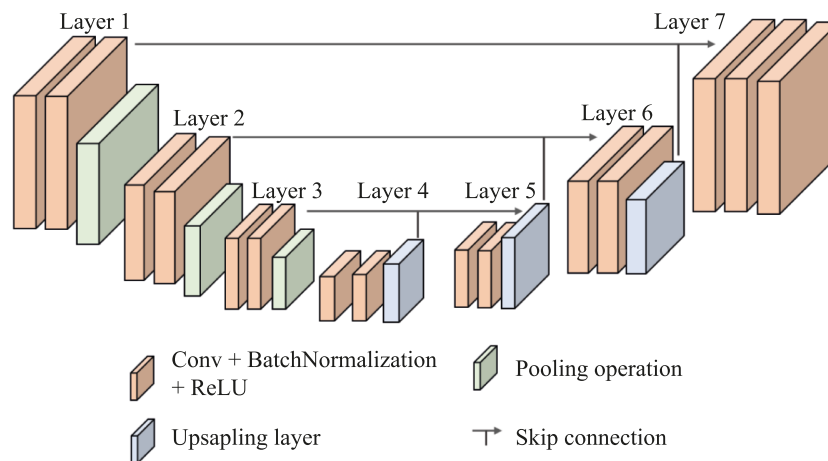 Layer 1
Layer 7
Layer 2
Layer 6
Layer 3
Layer 4
Layer 5
Conv + BatchNormalization
+ ReLU
Pooling operation
Upsapling layer
Skip connection